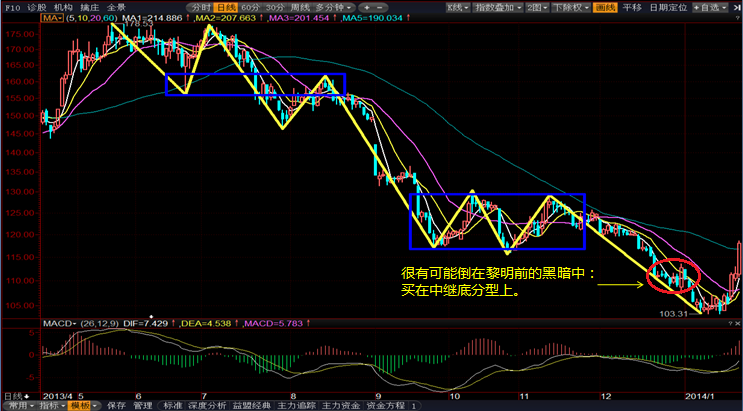 F10 诊股 机构 擒庄 全景 分时 日线 60分 30分 周线 多分钟 + - K线 指数叠加 2图 下除权 画线 平移 日期定位 +自选
MA (5,10,20,60) MA1=214.886↑ ,MA2=207.663↑ ,MA3=201.454↑ ,MA5=190.034↑
178.53
175.00
165.00
160.00
155.00
150.00
145.00
135.00
130.00
125.00
120.00
115.00
110.00
105.00
很有可能倒在黎明前的黑暗中：
买在中继底分型上。
103.31
MACD (26,12,9) DIF=7.429↑ ,DEA=4.538↑ ,MACD=5.783↑
5
0
-5
日线 2013/4 5 6 7 8 9 10 11 12 2014/1
常用 指标 模板 保存 管理 标准 深度分析 益盟经典 主力追踪 主力资金 资金方程 1